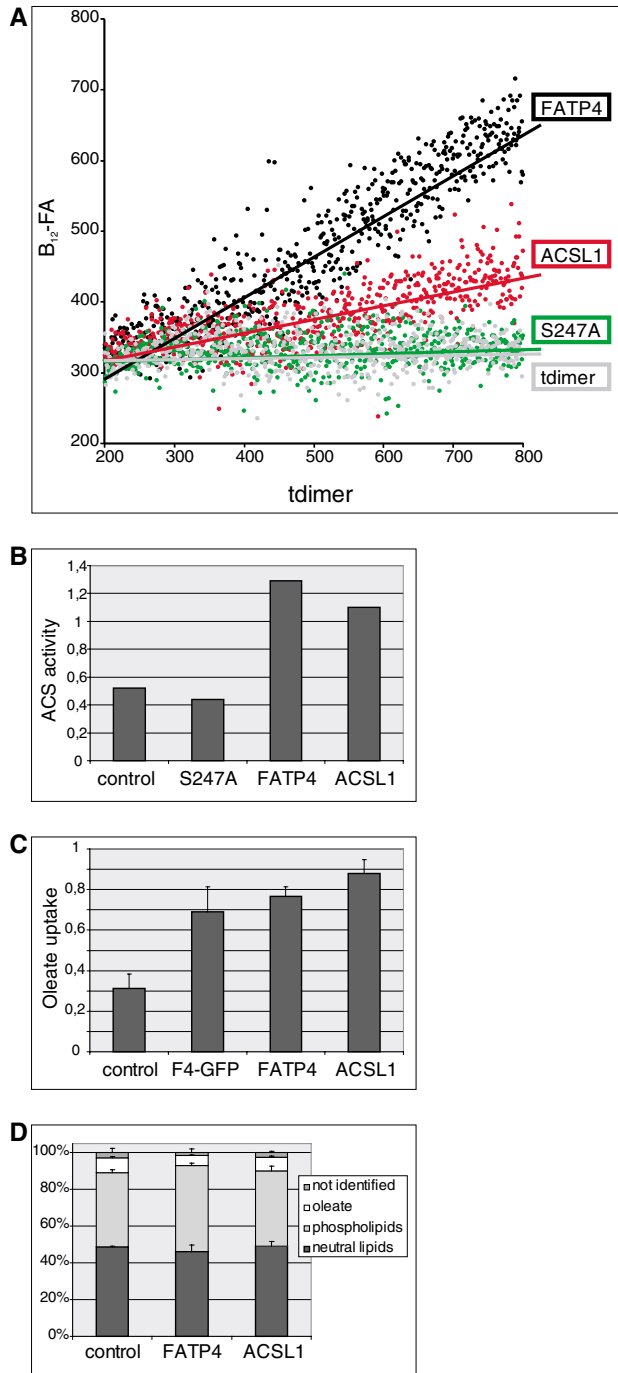 A
800
700
600
500
400
300
200
B12-FA
200 300 400 500 600 700 800
tdimer
FATP4
ACSL1
S247A
tdimer
B
1,4
1,2
1
0,8
0,6
0,4
0,2
0
ACS activity
control S247A FATP4 ACSL1
C
1
0,8
0,6
0,4
0,2
0
Oleate uptake
control F4-GFP FATP4 ACSL1
D
100%
80%
60%
40%
20%
0%
not identified
oleate
phospholipids
neutral lipids
control FATP4 ACSL1